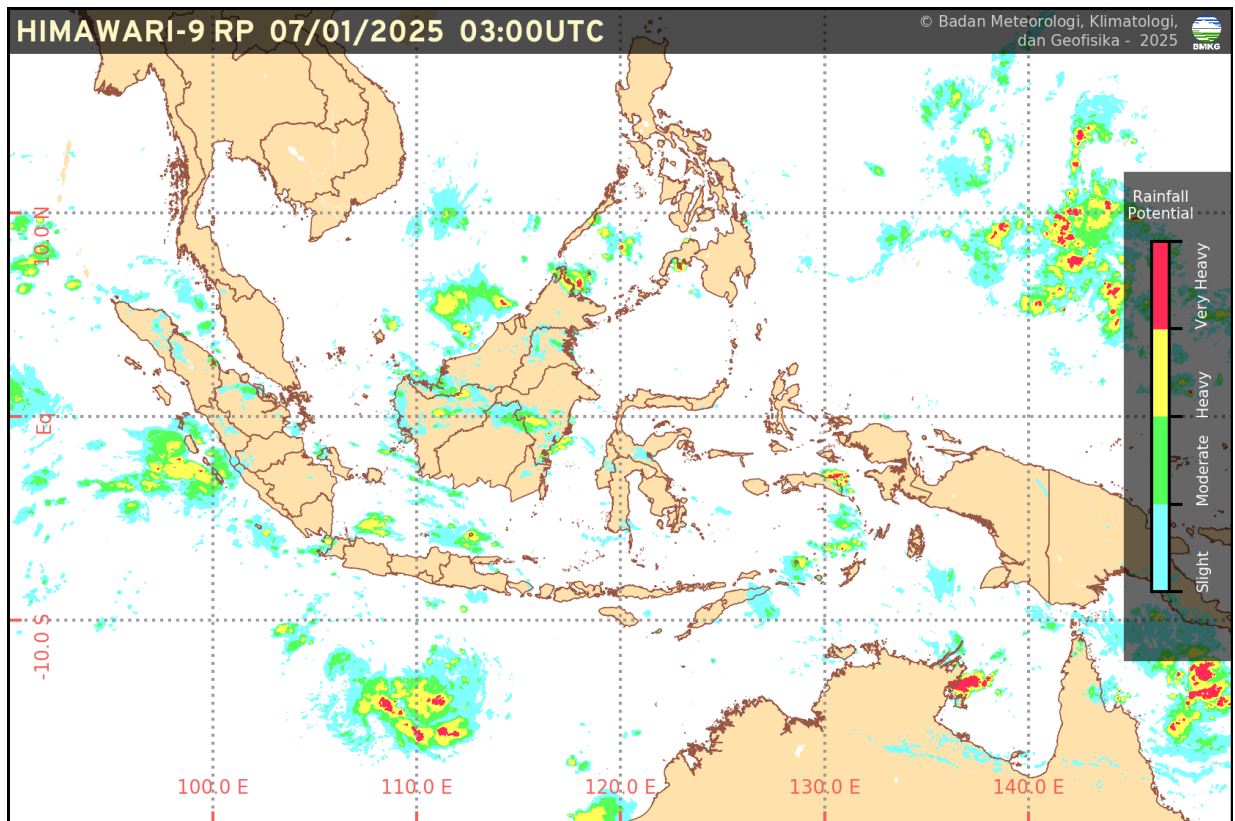 HIMAWARI-9 RP 07/01/2025 03:00UTC
© Badan Meteorologi, Klimatologi,
dan Geofisika - 2025
BMKG
Rainfall
Potential
Very Heavy
Heavy
Moderate
Slight
10.0 N
Eq
-10.0 S
100.0 E
110.0 E
120.0 E
130.0 E
140.0 E